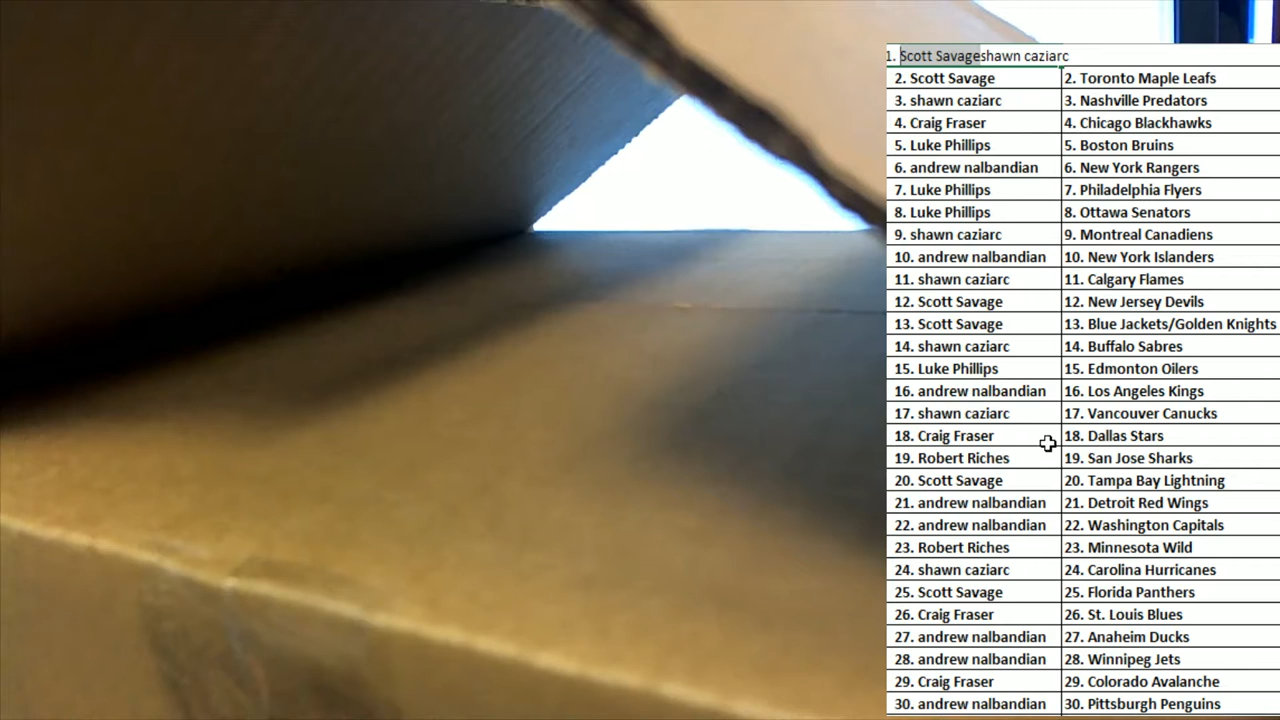 1. Scott Savageshawn caziarc
2. Scott Savage 2. Toronto Maple Leafs
3. shawn caziarc 3. Nashville Predators
4. Craig Fraser 4. Chicago Blackhawks
5. Luke Phillips 5. Boston Bruins
6. andrew nalbandian 6. New York Rangers
7. Luke Phillips 7. Philadelphia Flyers
8. Luke Phillips 8. Ottawa Senators
9. shawn caziarc 9. Montreal Canadiens
10. andrew nalbandian 10. New York Islanders
11. shawn caziarc 11. Calgary Flames
12. Scott Savage 12. New Jersey Devils
13. Scott Savage 13. Blue Jackets/Golden Knights
14. shawn caziarc 14. Buffalo Sabres
15. Luke Phillips 15. Edmonton Oilers
16. andrew nalbandian 16. Los Angeles Kings
17. shawn caziarc 17. Vancouver Canucks
18. Craig Fraser 18. Dallas Stars
19. Robert Riches 19. San Jose Sharks
20. Scott Savage 20. Tampa Bay Lightning
21. andrew nalbandian 21. Detroit Red Wings
22. andrew nalbandian 22. Washington Capitals
23. Robert Riches 23. Minnesota Wild
24. shawn caziarc 24. Carolina Hurricanes
25. Scott Savage 25. Florida Panthers
26. Craig Fraser 26. St. Louis Blues
27. andrew nalbandian 27. Anaheim Ducks
28. andrew nalbandian 28. Winnipeg Jets
29. Craig Fraser 29. Colorado Avalanche
30. andrew nalbandian 30. Pittsburgh Penguins